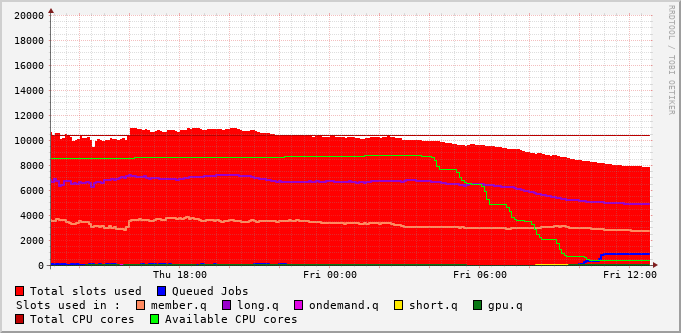 20000
18000
16000
14000
12000
10000
8000
6000
4000
2000
0
Thu 18:00 Fri 00:00 Fri 06:00 Fri 12:00
RRDTOOL / TOBI OETIKER
Total slots used Queued Jobs
Slots used in : member.q long.q ondemand.q short.q gpu.q
Total CPU cores Available CPU cores